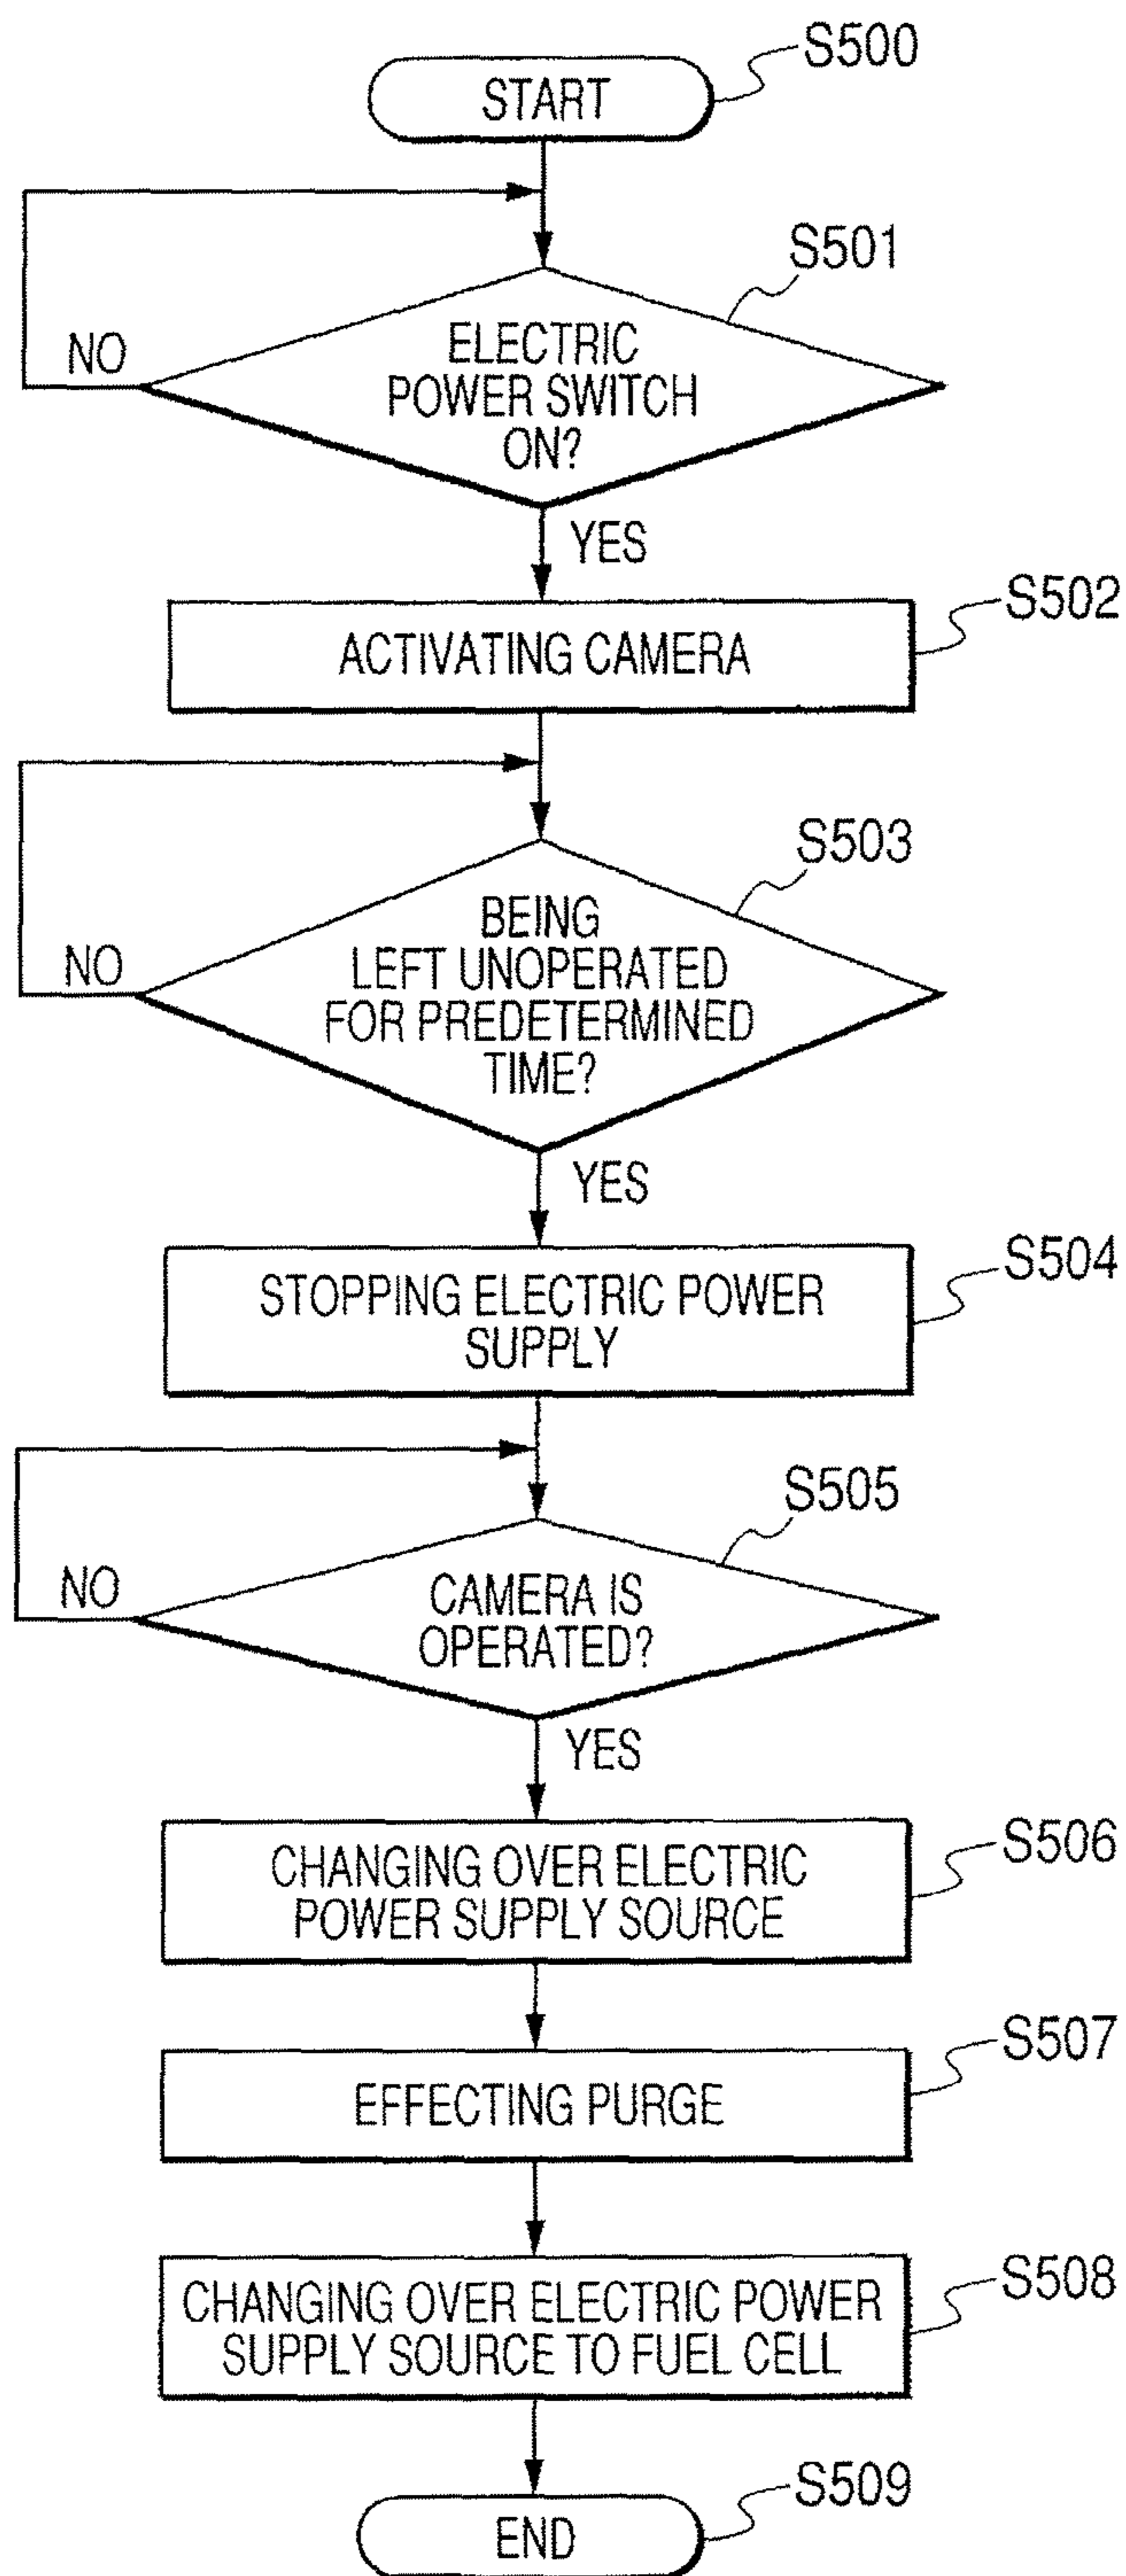 S500
START
S501
ELECTRIC
POWER SWITCH
ON?
NO
YES
S502
ACTIVATING CAMERA
S503
BEING
LEFT UNOPERATED
FOR PREDETERMINED
TIME?
NO
YES
S504
STOPPING ELECTRIC POWER
SUPPLY
S505
CAMERA IS
OPERATED?
NO
YES
S506
CHANGING OVER ELECTRIC
POWER SUPPLY SOURCE
S507
EFFECTING PURGE
S508
CHANGING OVER ELECTRIC POWER
SUPPLY SOURCE TO FUEL CELL
S509
END